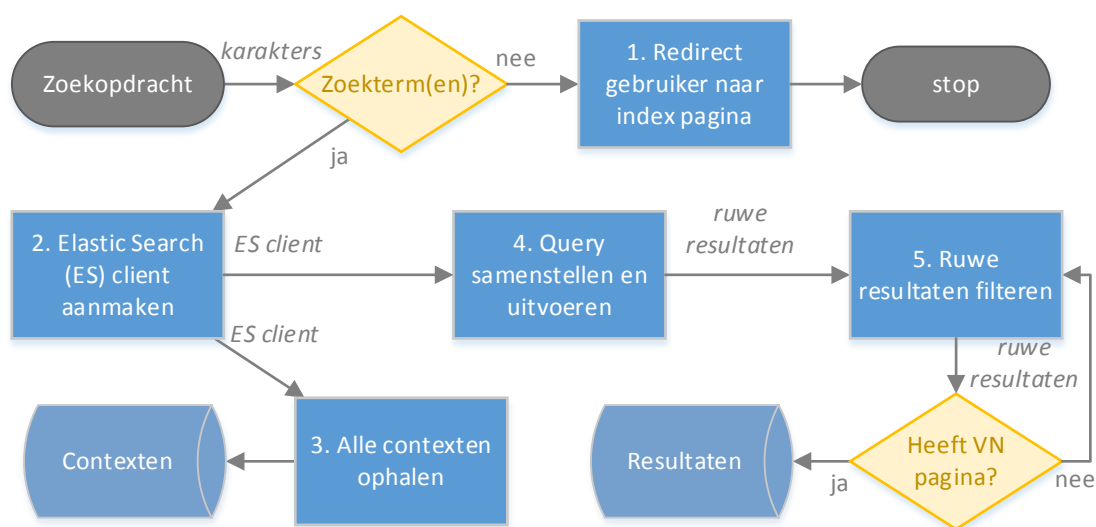 karakters
Zoekopdracht
Zoekterm(en)?
nee
1. Redirect
gebruiker naar
index pagina
stop
ja
2. Elastic Search
(ES) client
aanmaken
ES client
4. Query
samenstellen en
uitvoeren
ruwe
resultaten
5. Ruwe
resultaten filteren
ES client
ruwe
resultaten
Contexten
3. Alle contexten
ophalen
Resultaten
Heeft VN
pagina?
ja
nee